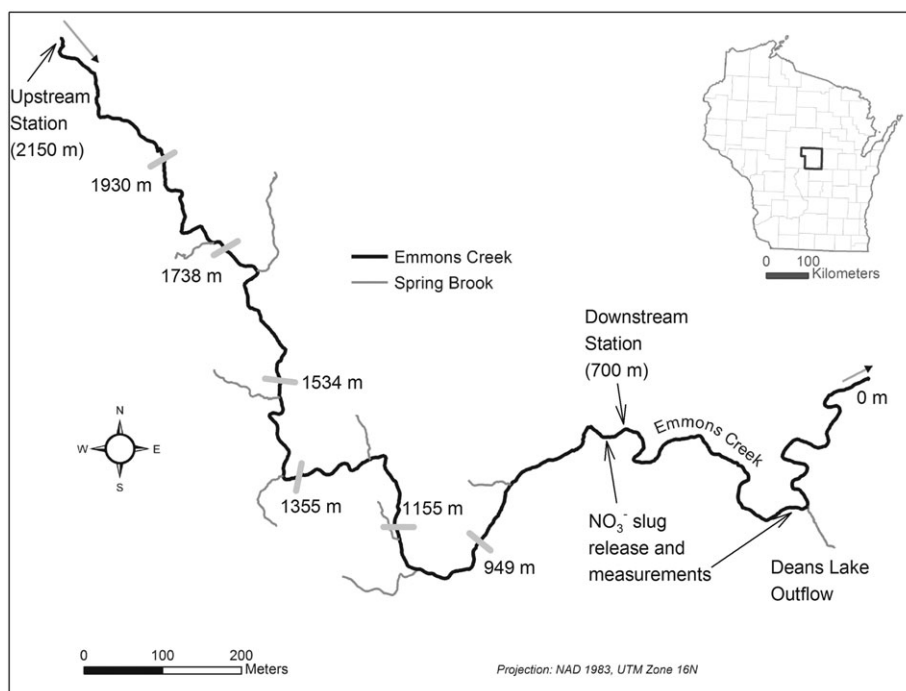 Upstream
Station
(2150 m)
1930 m
1738 m
Emmons Creek
Spring Brook
0 100
Kilometers
1534 m
Downstream
Station
(700 m)
0 m
Emmons Creek
N
W E
S
1355 m
1155 m
949 m
NO₃⁻ slug
release and
measurements
Deans Lake
Outflow
0 100 200
Meters
Projection: NAD 1983, UTM Zone 16N